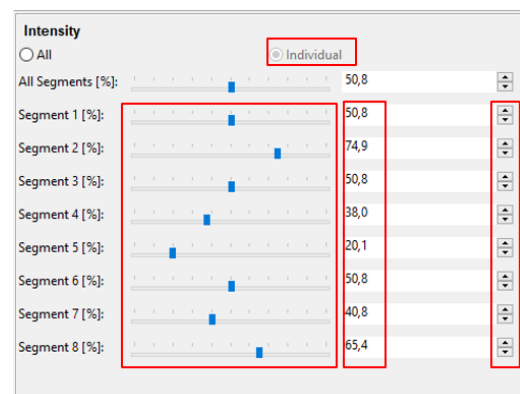 Intensity
All Individual
All Segments [%]: 50,8
Segment 1 [%]: 50,8
Segment 2 [%]: 74,9
Segment 3 [%]: 50,8
Segment 4 [%]: 38,0
Segment 5 [%]: 20,1
Segment 6 [%]: 50,8
Segment 7 [%]: 40,8
Segment 8 [%]: 65,4